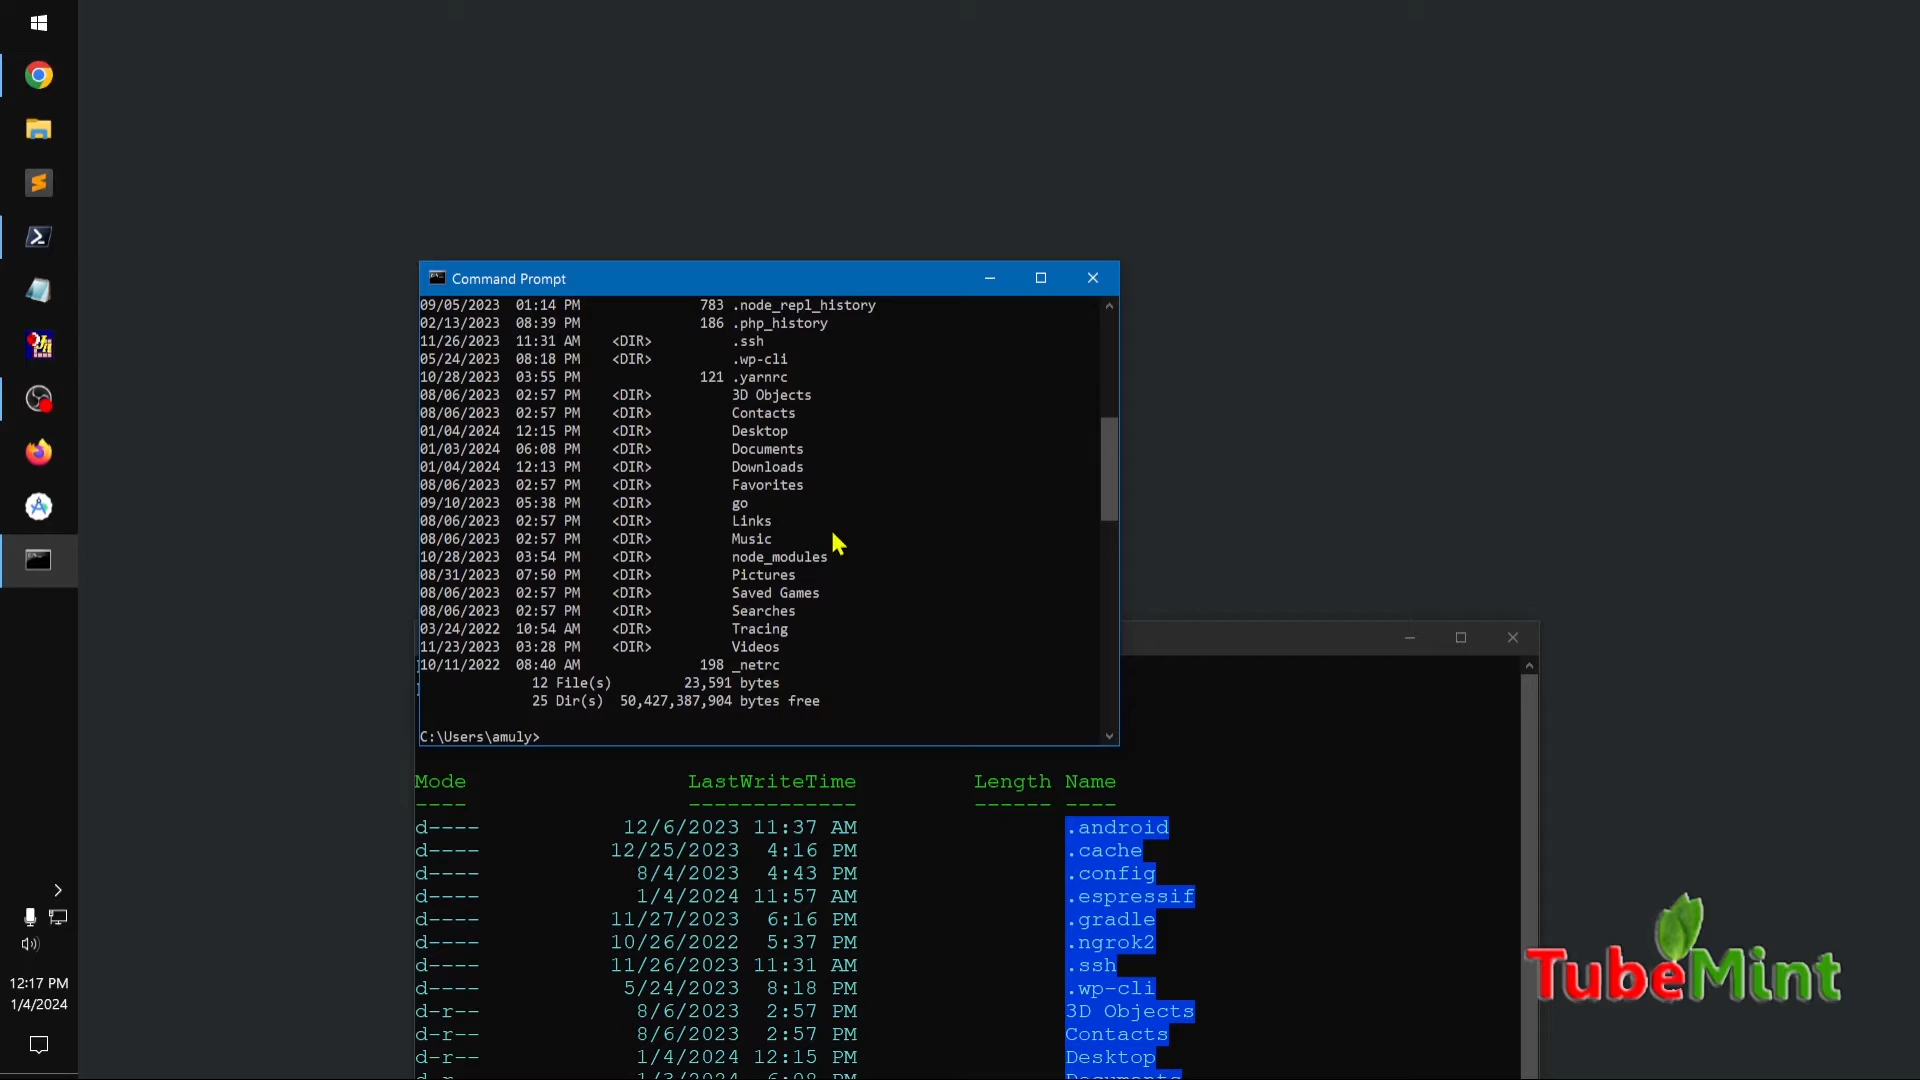 Command Prompt
09/05/2023  01:14 PM               783 .node_repl_history
02/13/2023  08:39 PM               186 .php_history
11/26/2023  11:31 AM    <DIR>          .ssh
05/24/2023  08:18 PM    <DIR>          .wp-cli
10/28/2023  03:55 PM               121 .yarnrc
08/06/2023  02:57 PM    <DIR>          3D Objects
08/06/2023  02:57 PM    <DIR>          Contacts
01/04/2024  12:15 PM    <DIR>          Desktop
01/03/2024  06:08 PM    <DIR>          Documents
01/04/2024  12:13 PM    <DIR>          Downloads
08/06/2023  02:57 PM    <DIR>          Favorites
09/10/2023  05:38 PM    <DIR>          go
08/06/2023  02:57 PM    <DIR>          Links
08/06/2023  02:57 PM    <DIR>          Music
10/28/2023  03:54 PM    <DIR>          node_modules
08/31/2023  07:50 PM    <DIR>          Pictures
08/06/2023  02:57 PM    <DIR>          Saved Games
08/06/2023  02:57 PM    <DIR>          Searches
03/24/2022  10:54 AM    <DIR>          Tracing
11/23/2023  03:28 PM    <DIR>          Videos
10/11/2022  08:40 AM               198 _netrc
12 File(s)         23,591 bytes
25 Dir(s)  50,427,387,904 bytes free
C:\Users\amuly>
Mode                 LastWriteTime         Length Name
----                 -------------         ------ ----
d----           12/6/2023 11:37 AM                .android
d----          12/25/2023  4:16 PM                .cache
d----            8/4/2023  4:43 PM                .config
d----            1/4/2024 11:57 AM                .espressif
d----          11/27/2023  6:16 PM                .gradle
d----          10/26/2022  5:37 PM                .ngrok2
d----          11/26/2023 11:31 AM                .ssh
d----           5/24/2023  8:18 PM                .wp-cli
d-r--            8/6/2023  2:57 PM                3D Objects
d-r--            8/6/2023  2:57 PM                Contacts
d-r--            1/4/2024 12:15 PM                Desktop
d-r--            1/3/2024  6:08 PM                Documents
12:17 PM
1/4/2024
TubeMint